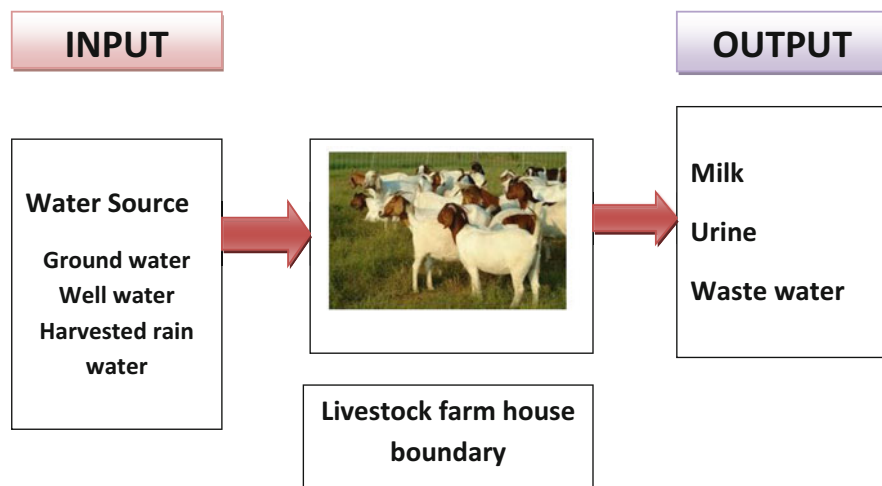 INPUT
OUTPUT
Water Source
Ground water
Well water
Harvested rain
water
Milk
Urine
Waste water
Livestock farm house
boundary